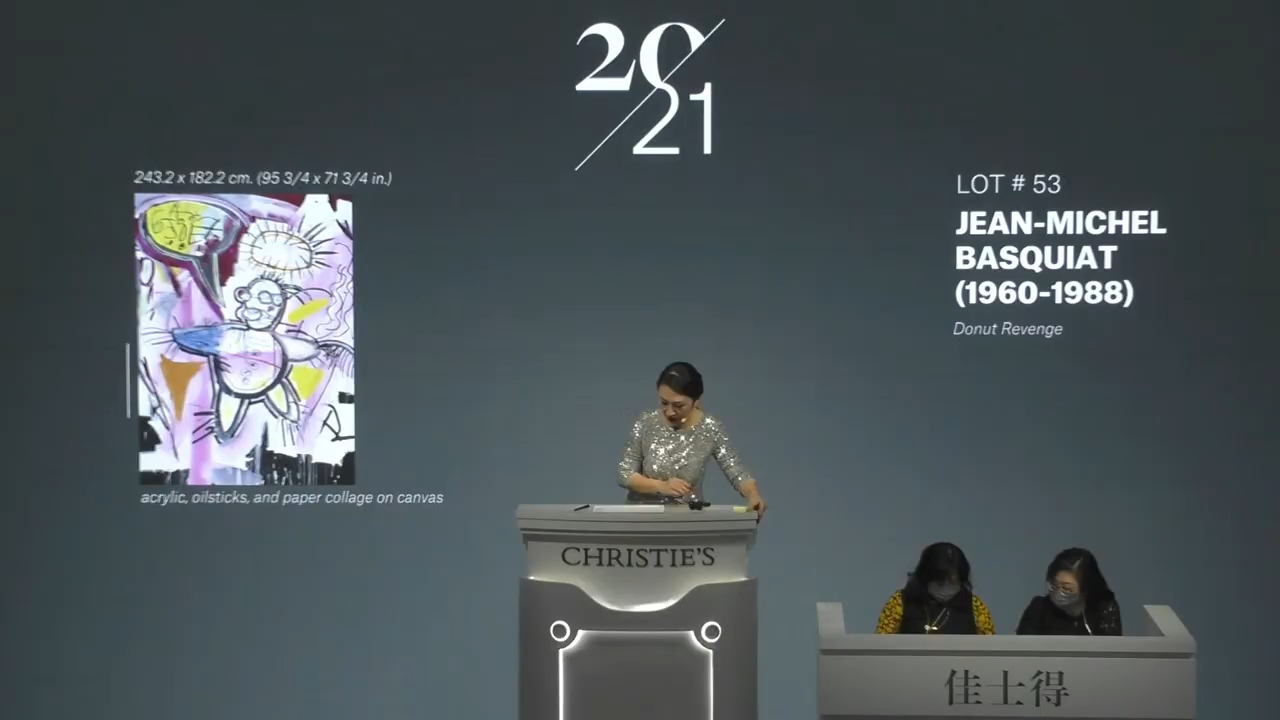 20
21
243.2 x 182.2 cm. (95 3/4 x 71 3/4 in.)
acrylic, oilsticks, and paper collage on canvas
LOT # 53
JEAN-MICHEL
BASQUIAT
(1960-1988)
Donut Revenge
CHRISTIE'S
佳士得